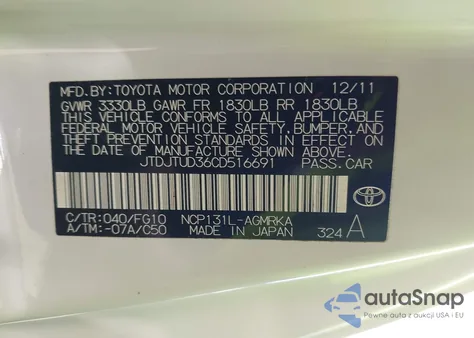 MFD.BY:TOYOTA MOTOR CORPORATION 12/11
GVWR 3330LB GAWR FR 1830LB RR 1830LB
THIS VEHICLE CONFORMS TO ALL APPLICABLE
FEDERAL MOTOR VEHICLE SAFETY,BUMPER,AND
THEFT PREVENTION STANDARDS IN EFFECT ON
THE DATE OF MANUFACTURE SHOWN ABOVE.
JTDJTUD36CD516691 PASS.CAR
C/TR:040/FG10 NCP131L-AGMRKA
A/TM:-07A/C50 MADE IN JAPAN 324A
TOYOTA
autoSnap
Pewne auta z aukcji USA i EU